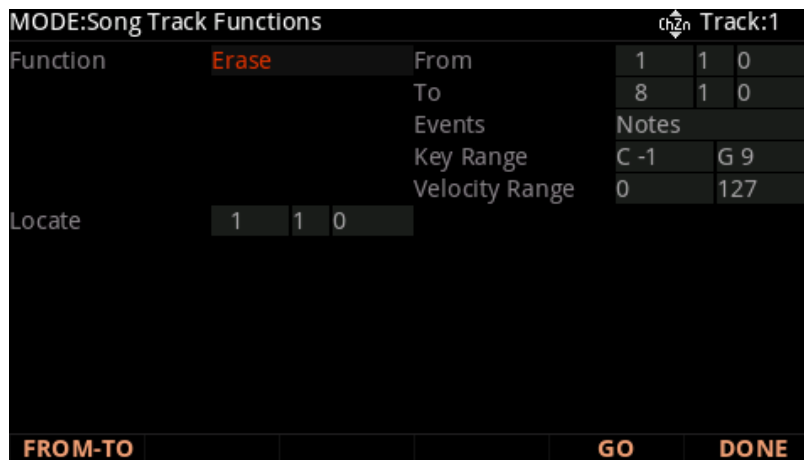 MODE:Song Track Functions ChZn Track:1
Function Erase From 1 1 0
To 8 1 0
Events Notes
Key Range C -1 G 9
Velocity Range 0 127
Locate 1 1 0
FROM-TO GO DONE